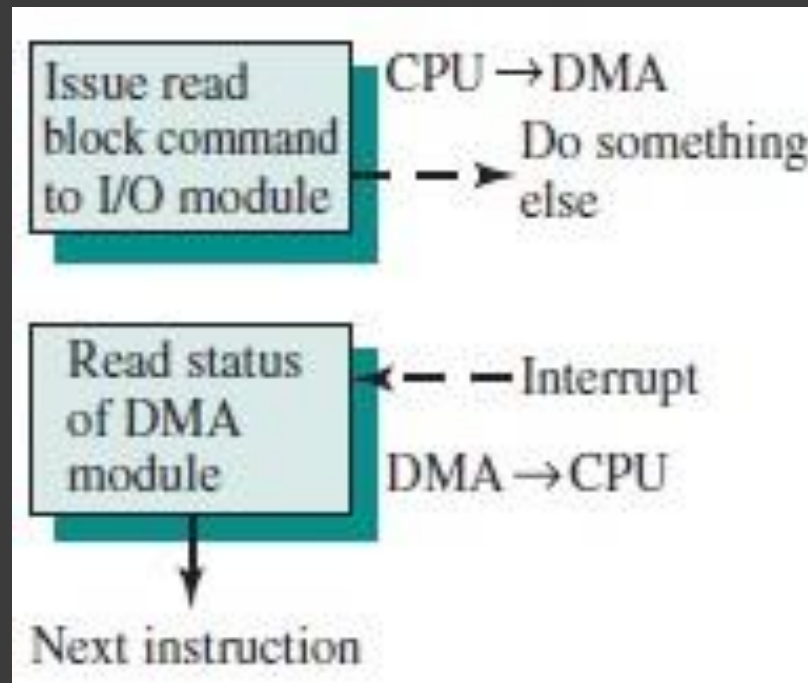 Issue read
block command
to I/O module
CPU → DMA
Do something
else
Read status
of DMA
module
Interrupt
DMA → CPU
Next instruction